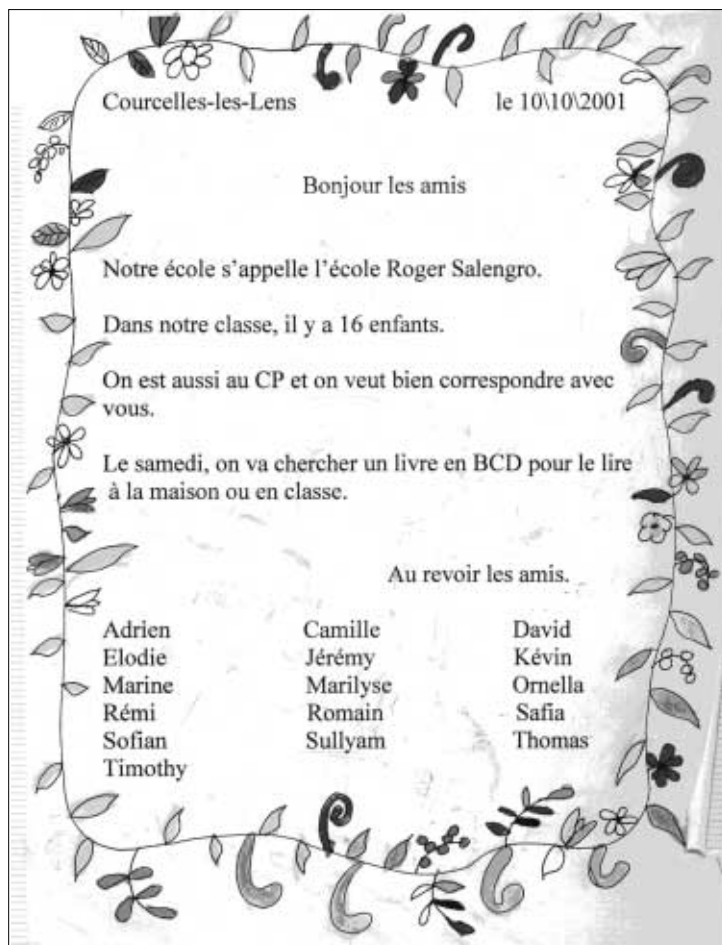 Courcelles-les-Lens le 10\10\2001
Bonjour les amis
Notre école s’appelle l’école Roger Salengro.
Dans notre classe, il y a 16 enfants.
On est aussi au CP et on veut bien correspondre avec
vous.
Le samedi, on va chercher un livre en BCD pour le lire
à la maison ou en classe.
Au revoir les amis.
Adrien Camille David
Elodie Jérémy Kévin
Marine Marilyse Ornella
Rémi Romain Safia
Sofian Sullyam Thomas
Timothy